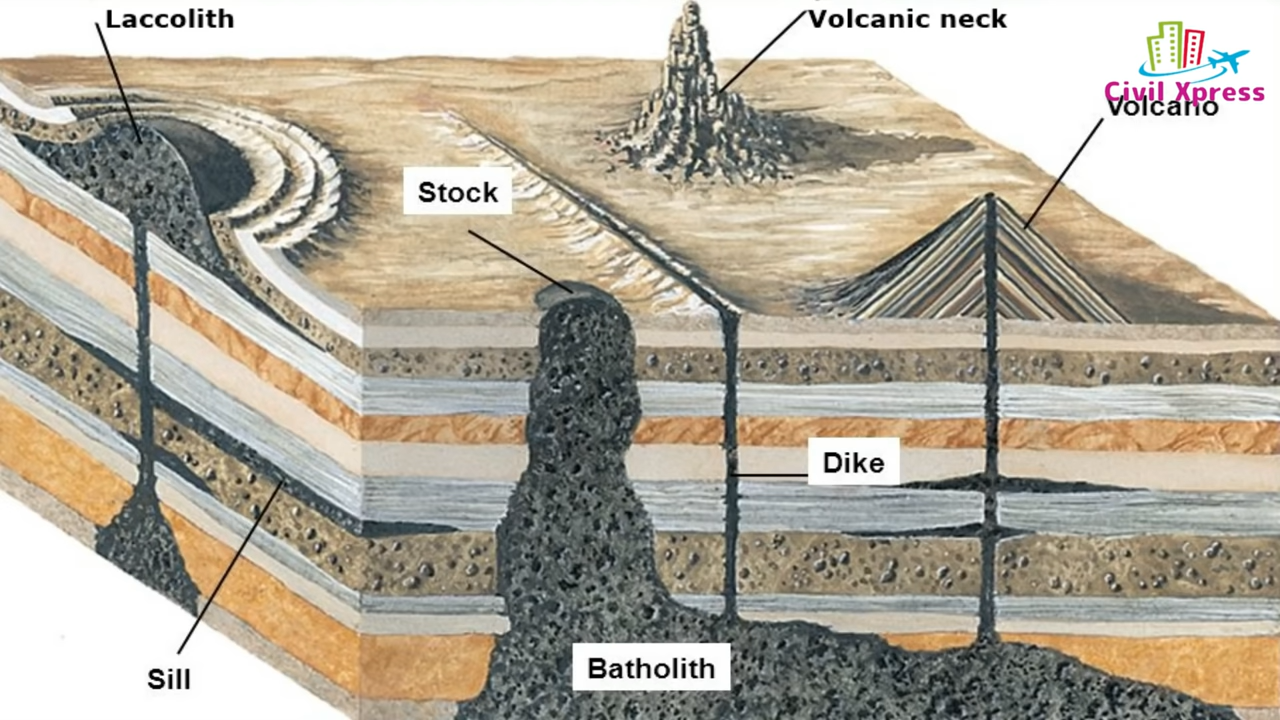 Laccolith
Volcanic neck
Civil Xpress
Volcano
Stock
Dike
Batholith
Sill